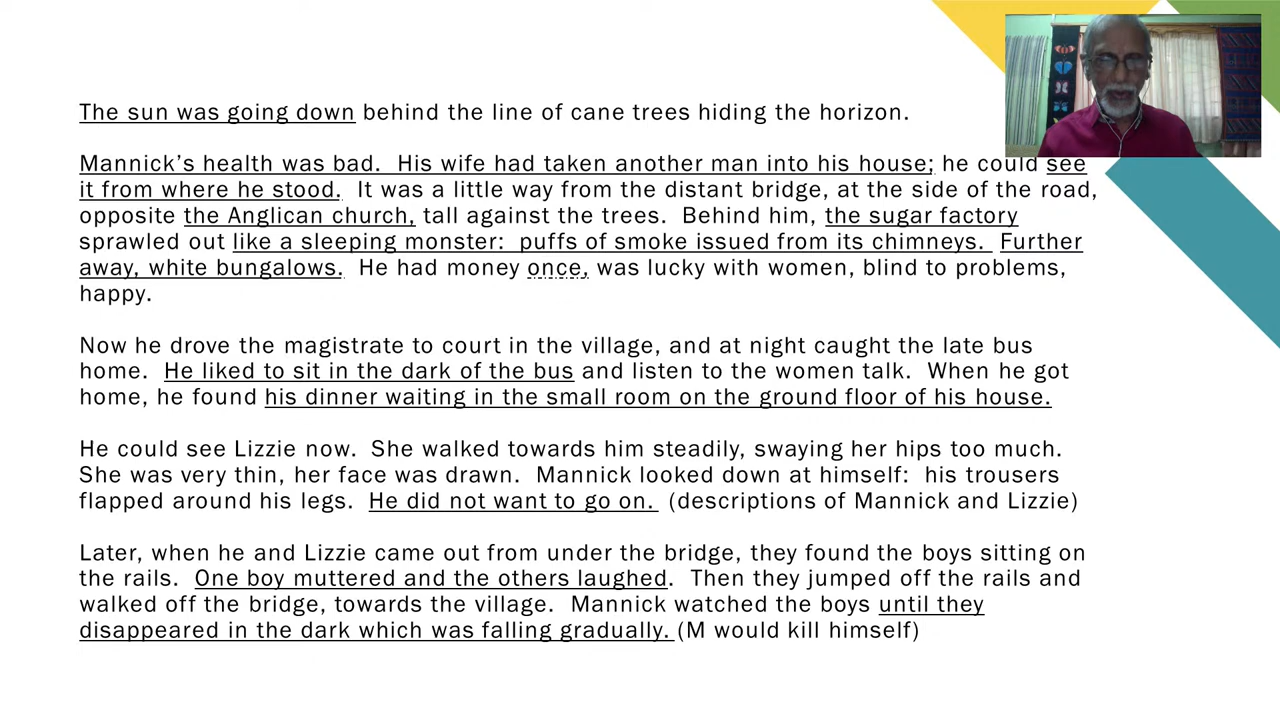 The sun was going down behind the line of cane trees hiding the horizon.
Mannick’s health was bad.  His wife had taken another man into his house; he could see
it from where he stood.  It was a little way from the distant bridge, at the side of the road,
opposite the Anglican church, tall against the trees.  Behind him, the sugar factory
sprawled out like a sleeping monster:  puffs of smoke issued from its chimneys.  Further
away, white bungalows.  He had money once, was lucky with women, blind to problems,
happy.
Now he drove the magistrate to court in the village, and at night caught the late bus
home.  He liked to sit in the dark of the bus and listen to the women talk.  When he got
home, he found his dinner waiting in the small room on the ground floor of his house.
He could see Lizzie now.  She walked towards him steadily, swaying her hips too much.
She was very thin, her face was drawn.  Mannick looked down at himself:  his trousers
flapped around his legs.  He did not want to go on.  (descriptions of Mannick and Lizzie)
Later, when he and Lizzie came out from under the bridge, they found the boys sitting on
the rails.  One boy muttered and the others laughed.  Then they jumped off the rails and
walked off the bridge, towards the village.  Mannick watched the boys until they
disappeared in the dark which was falling gradually. (M would kill himself)